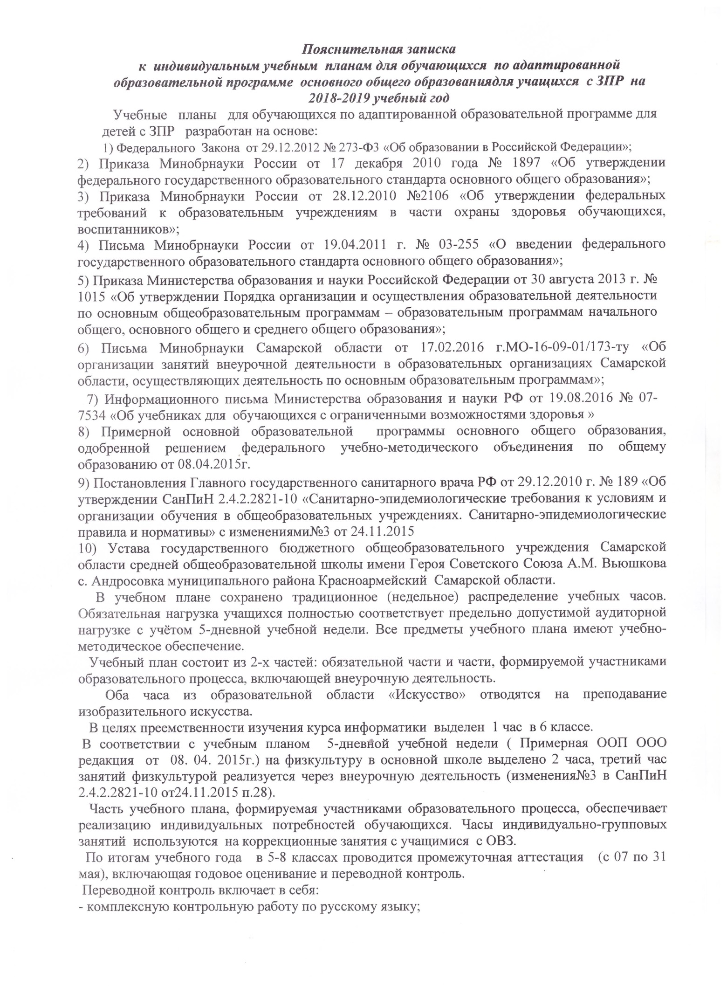 Пояснительная записка
к индивидуальным учебным планам для обучающихся по адаптированной
образовательной программе основного общего образованиядля учащихся с ЗПР на
2018-2019 учебный год
Учебные планы для обучающихся по адаптированной образовательной программе для
детей с ЗПР разработан на основе:
1) Федерального Закона от 29.12.2012 № 273-ФЗ «Об образовании в Российской Федерации»;
2) Приказа Минобрнауки России от 17 декабря 2010 года № 1897 «Об утверждении
федерального государственного образовательного стандарта основного общего образования»;
3) Приказа Минобрнауки России от 28.12.2010 №2106 «Об утверждении федеральных
требований к образовательным учреждениям в части охраны здоровья обучающихся,
воспитанников»;
4) Письма Минобрнауки России от 19.04.2011 г. № 03-255 «О введении федерального
государственного образовательного стандарта основного общего образования»;
5) Приказа Министерства образования и науки Российской Федерации от 30 августа 2013 г. №
1015 «Об утверждении Порядка организации и осуществления образовательной деятельности
по основным общеобразовательным программам – образовательным программам начального
общего, основного общего и среднего общего образования»;
6) Письма Минобрнауки Самарской области от 17.02.2016 г.МО-16-09-01/173-ту «Об
организации занятий внеурочной деятельности в образовательных организациях Самарской
области, осуществляющих деятельность по основным образовательным программам»;
7) Информационного письма Министерства образования и науки РФ от 19.08.2016 № 07-
7534 «Об учебниках для обучающихся с ограниченными возможностями здоровья »
8) Примерной основной образовательной программы основного общего образования,
одобренной решением федерального учебно-методического объединения по общему
образованию от 08.04.2015г.
9) Постановления Главного государственного санитарного врача РФ от 29.12.2010 г. № 189 «Об
утверждении СанПиН 2.4.2.2821-10 «Санитарно-эпидемиологические требования к условиям и
организации обучения в общеобразовательных учреждениях. Санитарно-эпидемиологические
правила и нормативы» с изменениями№3 от 24.11.2015
10) Устава государственного бюджетного общеобразовательного учреждения Самарской
области средней общеобразовательной школы имени Героя Советского Союза А.М. Вьюшкова
с. Андросовка муниципального района Красноармейский Самарской области.
В учебном плане сохранено традиционное (недельное) распределение учебных часов.
Обязательная нагрузка учащихся полностью соответствует предельно допустимой аудиторной
нагрузке с учётом 5-дневной учебной недели. Все предметы учебного плана имеют учебно-
методическое обеспечение.
Учебный план состоит из 2-х частей: обязательной части и части, формируемой участниками
образовательного процесса, включающей внеурочную деятельность.
Оба часа из образовательной области «Искусство» отводятся на преподавание
изобразительного искусства.
В целях преемственности изучения курса информатики выделен 1 час в 6 классе.
В соответствии с учебным планом 5-дневной учебной недели ( Примерная ООП ООО
редакция от 08. 04. 2015г.) на физкультуру в основной школе выделено 2 часа, третий час
занятий физкультурой реализуется через внеурочную деятельность (изменения№3 в СанПиН
2.4.2.2821-10 от24.11.2015 п.28).
Часть учебного плана, формируемая участниками образовательного процесса, обеспечивает
реализацию индивидуальных потребностей обучающихся. Часы индивидуально-групповых
занятий используются на коррекционные занятия с учащимися с ОВЗ.
По итогам учебного года в 5-8 классах проводится промежуточная аттестация (с 07 по 31
мая), включающая годовое оценивание и переводной контроль.
Переводной контроль включает в себя:
- комплексную контрольную работу по русскому языку;